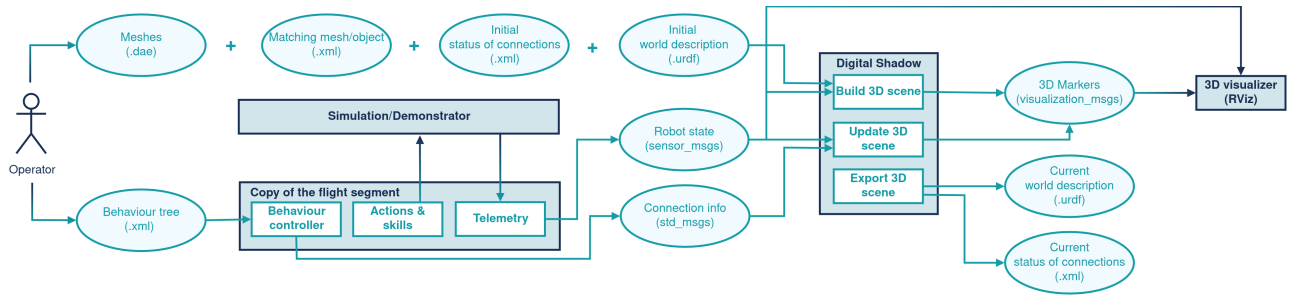 Meshes
(.dae)
+
Matching mesh/object
(.xml)
+
Initial
status of connections
(.xml)
+
Initial
world description
(.urdf)
Operator
Behaviour tree
(.xml)
Simulation/Demonstrator
Copy of the flight segment
Behaviour
controller
Actions &
skills
Telemetry
Robot state
(sensor_msgs)
Connection info
(std_msgs)
Digital Shadow
Build 3D scene
Update 3D
scene
Export 3D
scene
3D Markers
(visualization_msgs)
Current
world description
(.urdf)
Current
status of connections
(.xml)
3D visualizer
(RViz)